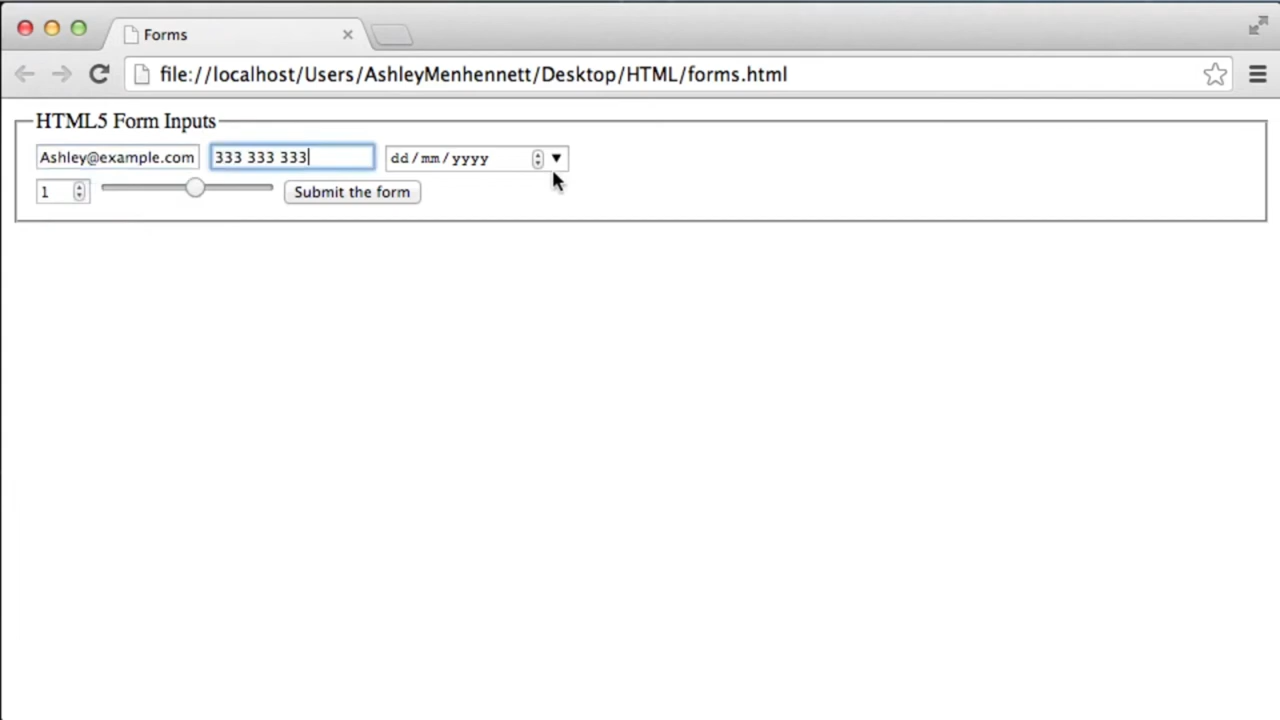 Forms
file://localhost/Users/AshleyMenhennett/Desktop/HTML/forms.html
HTML5 Form Inputs
Ashley@example.com 333 333 333 dd/mm/yyyy
1 Submit the form